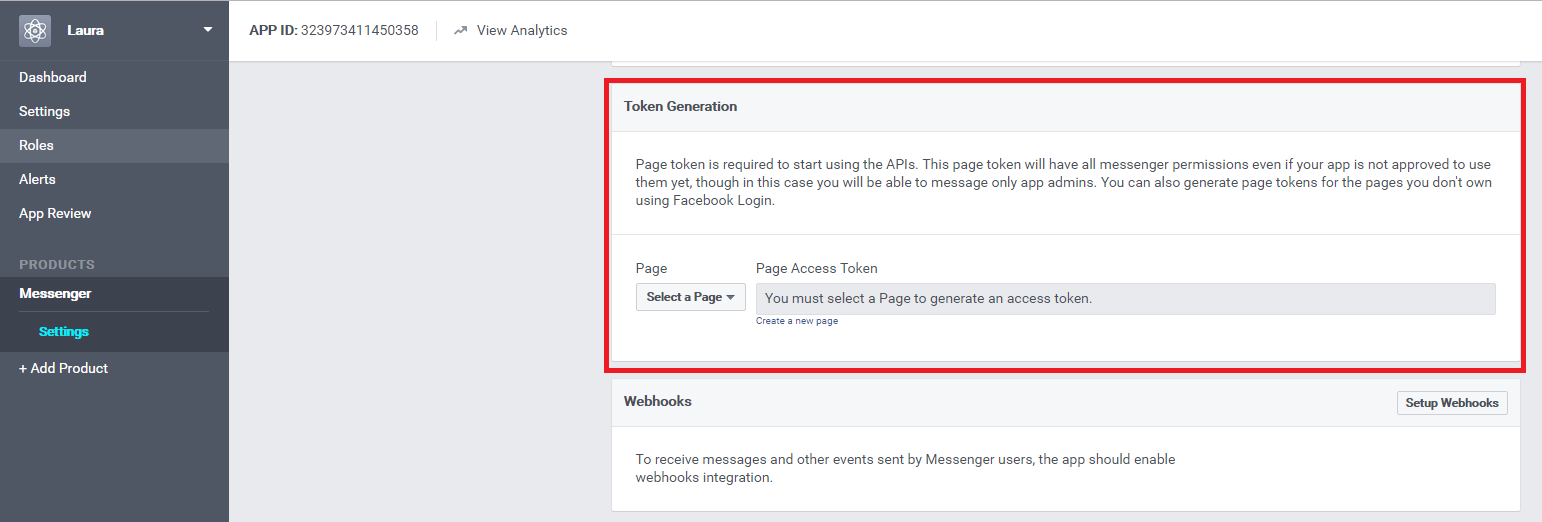 Laura
APP ID: 323973411450358
View Analytics
Dashboard
Settings
Roles
Alerts
App Review
PRODUCTS
Messenger
Settings
+ Add Product
Token Generation
Page token is required to start using the APIs. This page token will have all messenger permissions even if your app is not approved to use
them yet, though in this case you will be able to message only app admins. You can also generate page tokens for the pages you don't own
using Facebook Login.
Page
Page Access Token
Select a Page
You must select a Page to generate an access token.
Create a new page
Webhooks
Setup Webhooks
To receive messages and other events sent by Messenger users, the app should enable
webhooks integration.